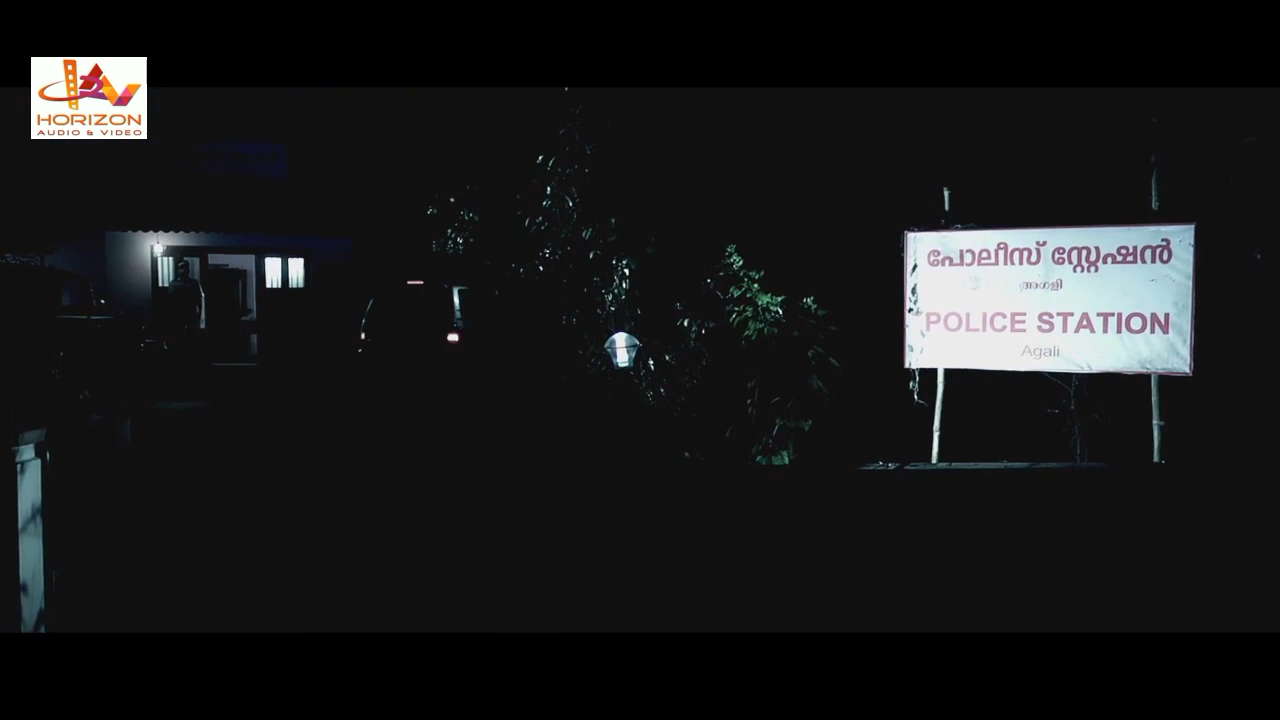 HORIZON
AUDIO & VIDEO
പോലീസ് സ്റ്റേഷൻ
അഗളി
POLICE STATION
Agali